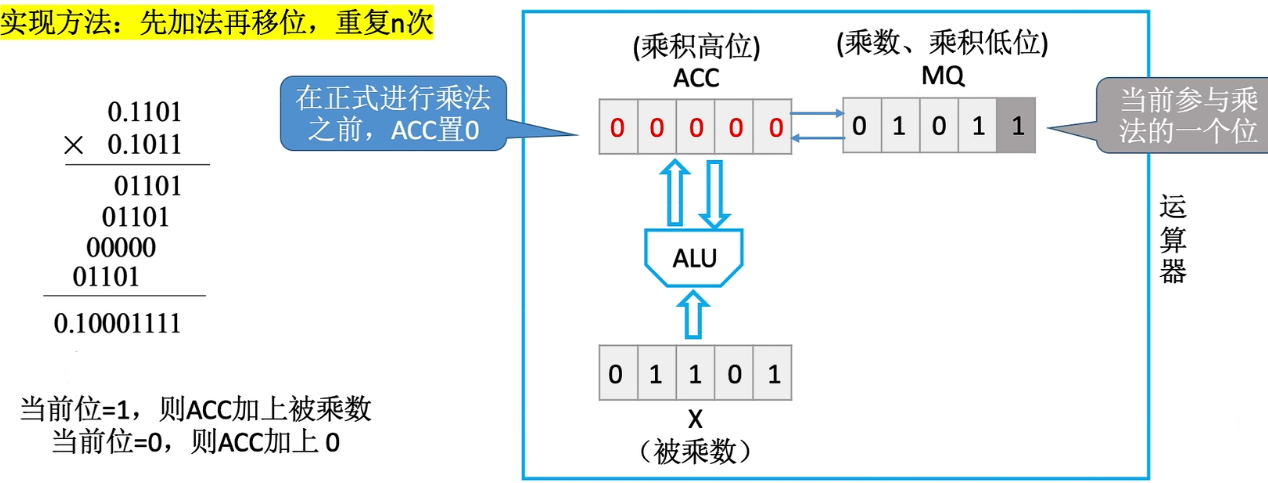 实现方法：先加法再移位，重复n次
0.1101
× 0.1011
01101
01101
00000
01101
0.10001111
当前位=1，则ACC加上被乘数
当前位=0，则ACC加上 0
在正式进行乘法
之前，ACC置0
(乘积高位)
ACC
0 0 0 0 0
(乘数、乘积低位)
MQ
0 1 0 1 1
当前参与乘
法的一个位
ALU
0 1 1 0 1
X
（被乘数）
运
算
器